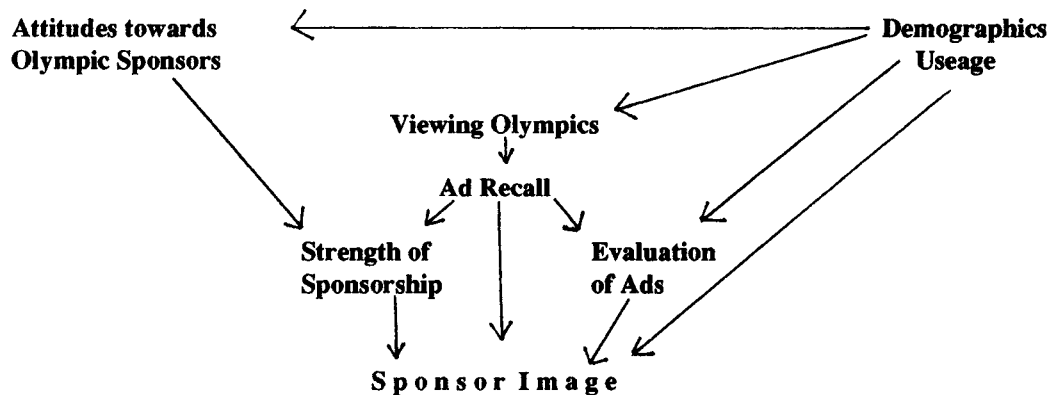 Attitudes towards
Olympic Sponsors
Demographics
Useage
Viewing Olympics
Ad Recall
Strength of
Sponsorship
Evaluation
of Ads
Sponsor Image